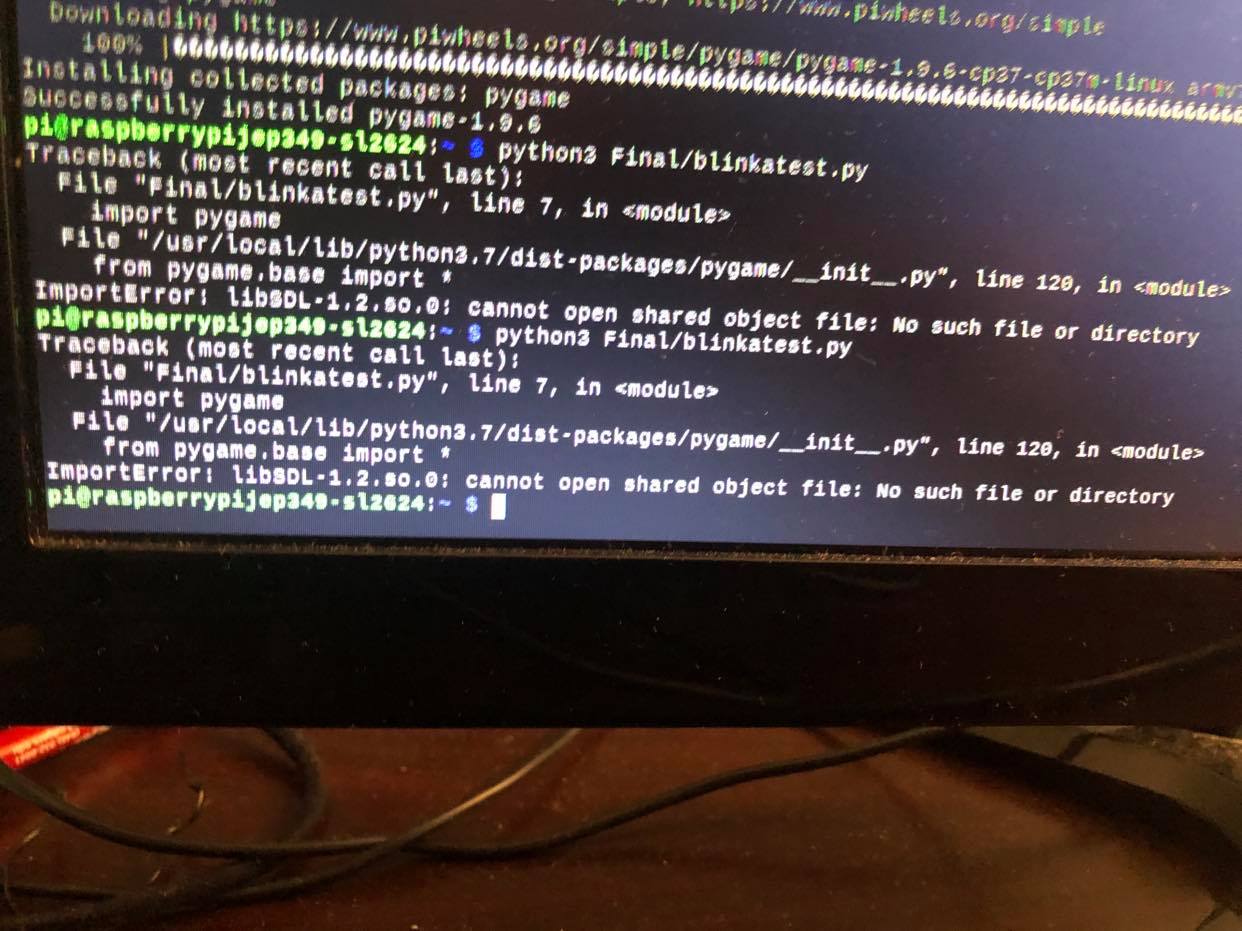 https://www.piwheels.org/simple
Downloading https://www.piwheels.org/simple/pygame/pygame-1.9.6-cp37-cp37m-linux_armv7
100% |
Installing collected packages: pygame
Successfully installed pygame-1.9.6
pi@raspberrypijep349-sl2624:~ $ python3 Final/blinkatest.py
Traceback (most recent call last):
File "Final/blinkatest.py", line 7, in <module>
import pygame
File "/usr/local/lib/python3.7/dist-packages/pygame/__init__.py", line 120, in <module>
from pygame.base import *
ImportError: libSDL-1.2.so.0: cannot open shared object file: No such file or directory
pi@raspberrypijep349-sl2624:~ $ python3 Final/blinkatest.py
Traceback (most recent call last):
File "Final/blinkatest.py", line 7, in <module>
import pygame
File "/usr/local/lib/python3.7/dist-packages/pygame/__init__.py", line 120, in <module>
from pygame.base import *
ImportError: libSDL-1.2.so.0: cannot open shared object file: No such file or directory
pi@raspberrypijep349-sl2624:~ $